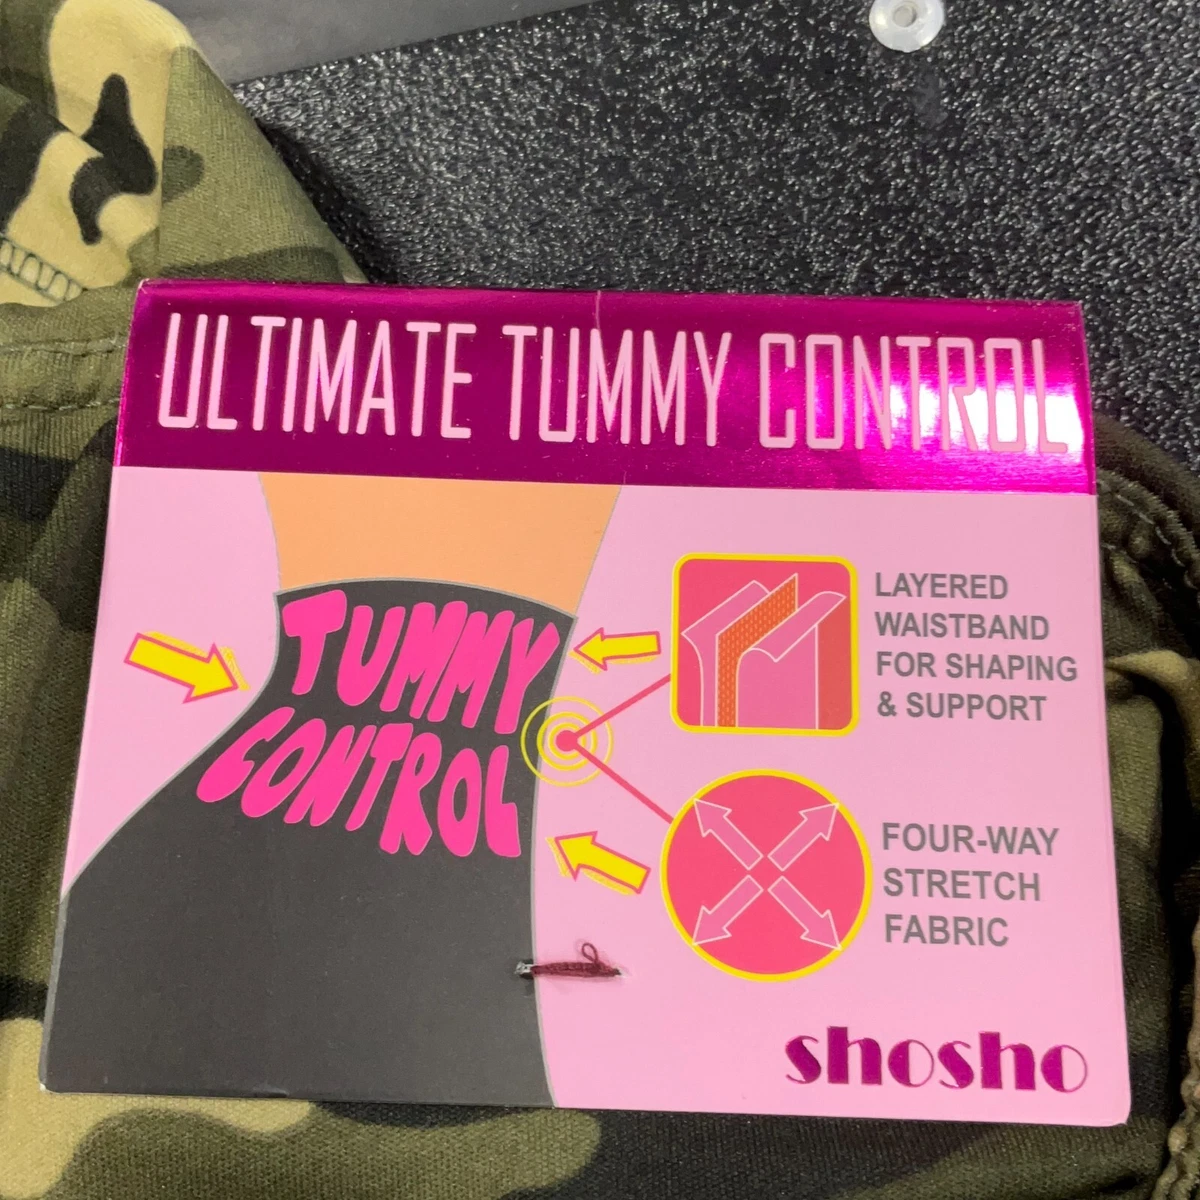 ULTIMATE TUMMY CONTROL
TUMMY
CONTROL
LAYERED
WAISTBAND
FOR SHAPING
& SUPPORT
FOUR-WAY
STRETCH
FABRIC
shosho